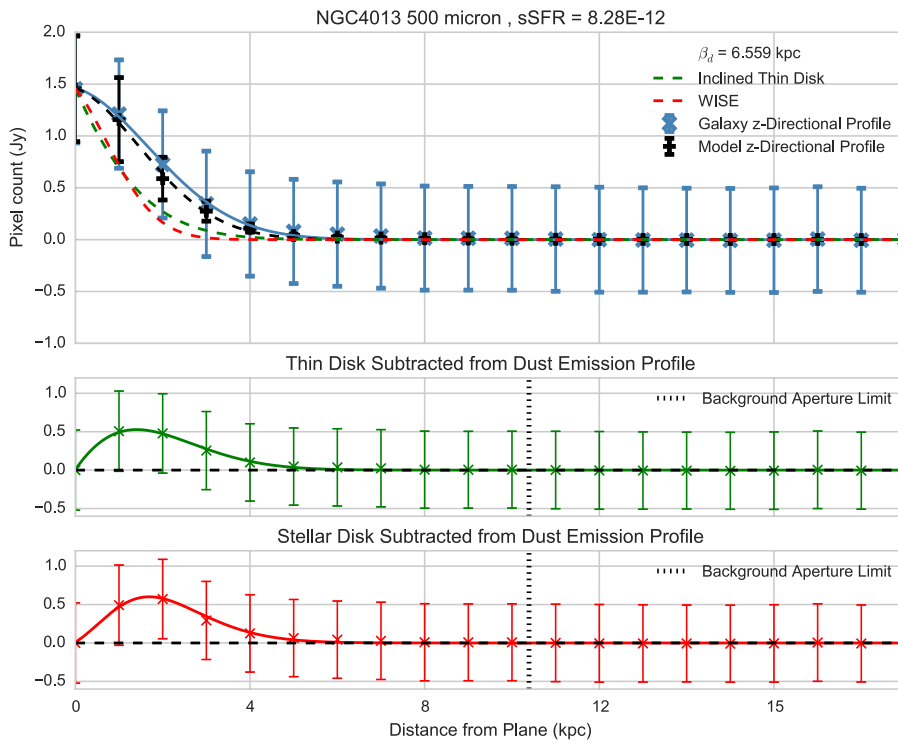 NGC4013 500 micron , sSFR = 8.28E-12
2.0
1.5
1.0
0.5
0.0
−0.5
−1.0
Pixel count (Jy)
β_d = 6.559 kpc
Inclined Thin Disk
WISE
Galaxy z-Directional Profile
Model z-Directional Profile
Thin Disk Subtracted from Dust Emission Profile
1.0
0.5
0.0
−0.5
Background Aperture Limit
Stellar Disk Subtracted from Dust Emission Profile
1.0
0.5
0.0
−0.5
Background Aperture Limit
0 4 8 12 15
Distance from Plane (kpc)